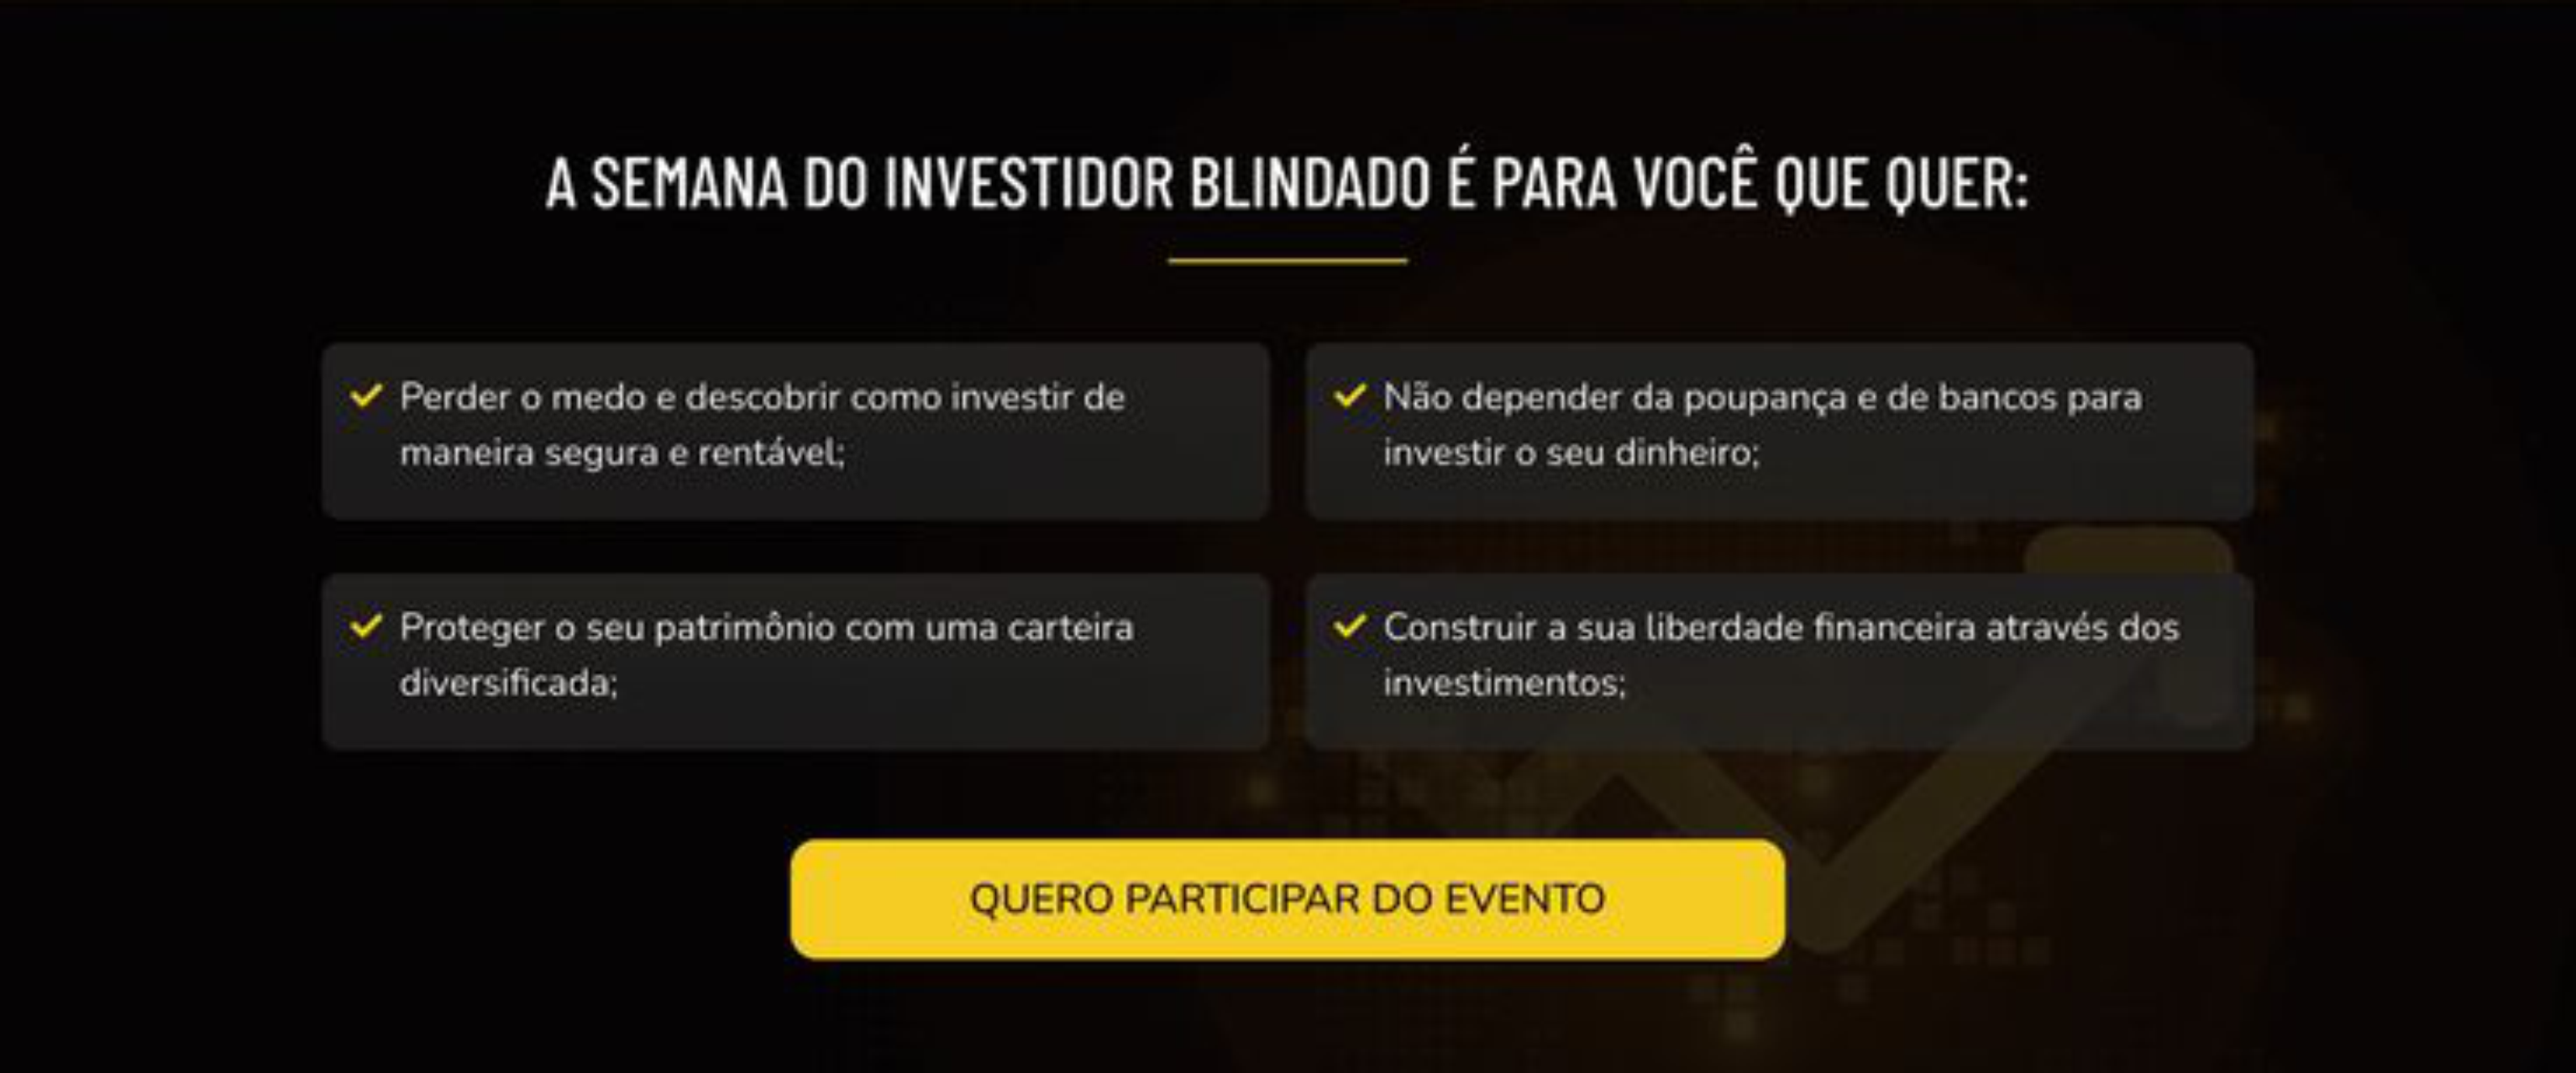 A SEMANA DO INVESTIDOR BLINDADO É PARA VOCÊ QUE QUER:
Perder o medo e descobrir como investir de
maneira segura e rentável;
Não depender da poupança e de bancos para
investir o seu dinheiro;
Proteger o seu patrimônio com uma carteira
diversificada;
Construir a sua liberdade financeira através dos
investimentos;
QUERO PARTICIPAR DO EVENTO